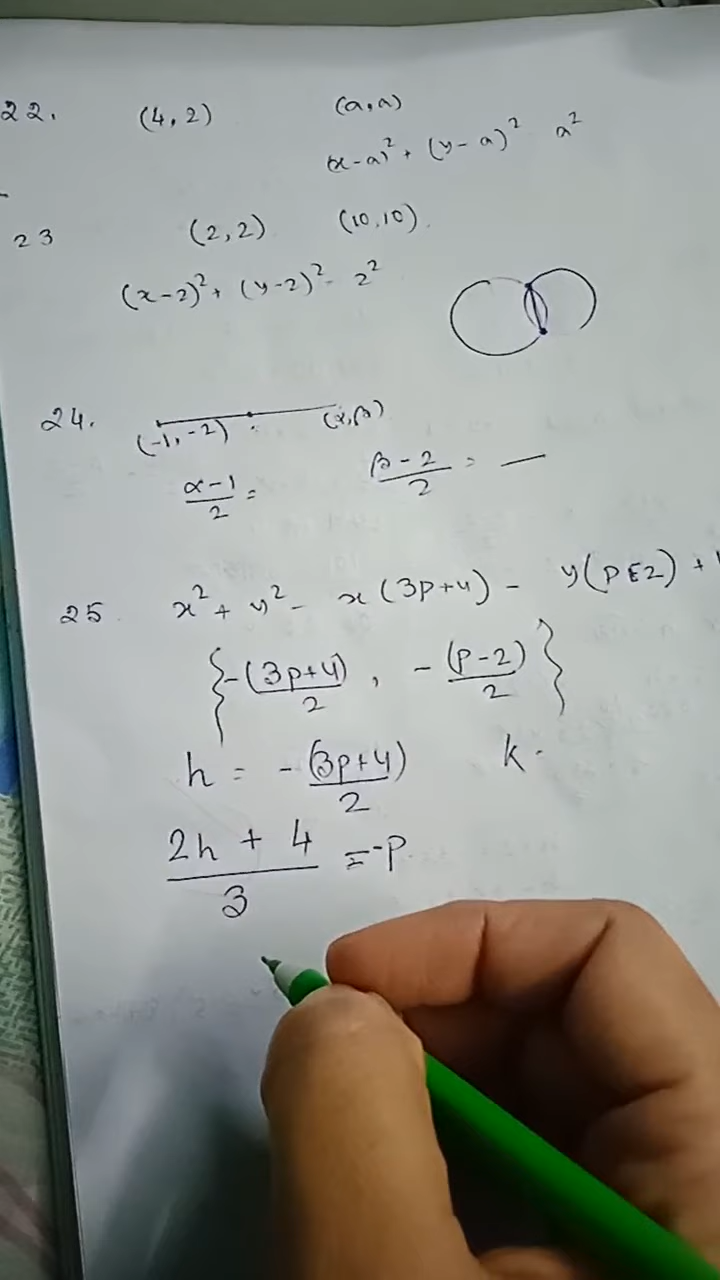 22. (4,2) (a,a)
(x-a)² + (y-a)² a²
23 (2,2) (10,10).
(x-2)² + (y-2)² - 2²
24. (-1,-2) (α,β)
α-1/2 = β-2/2 = —
25 x² + y² - x(3p+4) - y(p-2) +
{-(3p+4)/2 , -(p-2)/2}
h = -(3p+4)/2 k.
2h + 4/3 = -p.